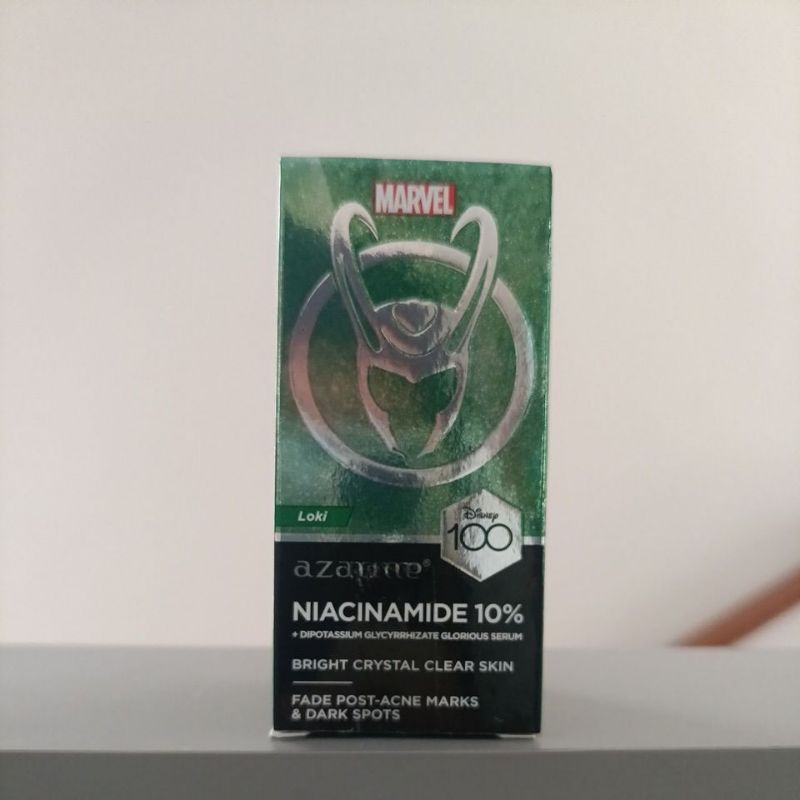 MARVEL
Loki
Disney
100
azarine®
NIACINAMIDE 10%
+ DIPOTASSIUM GLYCYRRHIZATE GLORIOUS SERUM
BRIGHT CRYSTAL CLEAR SKIN
FADE POST-ACNE MARKS
& DARK SPOTS